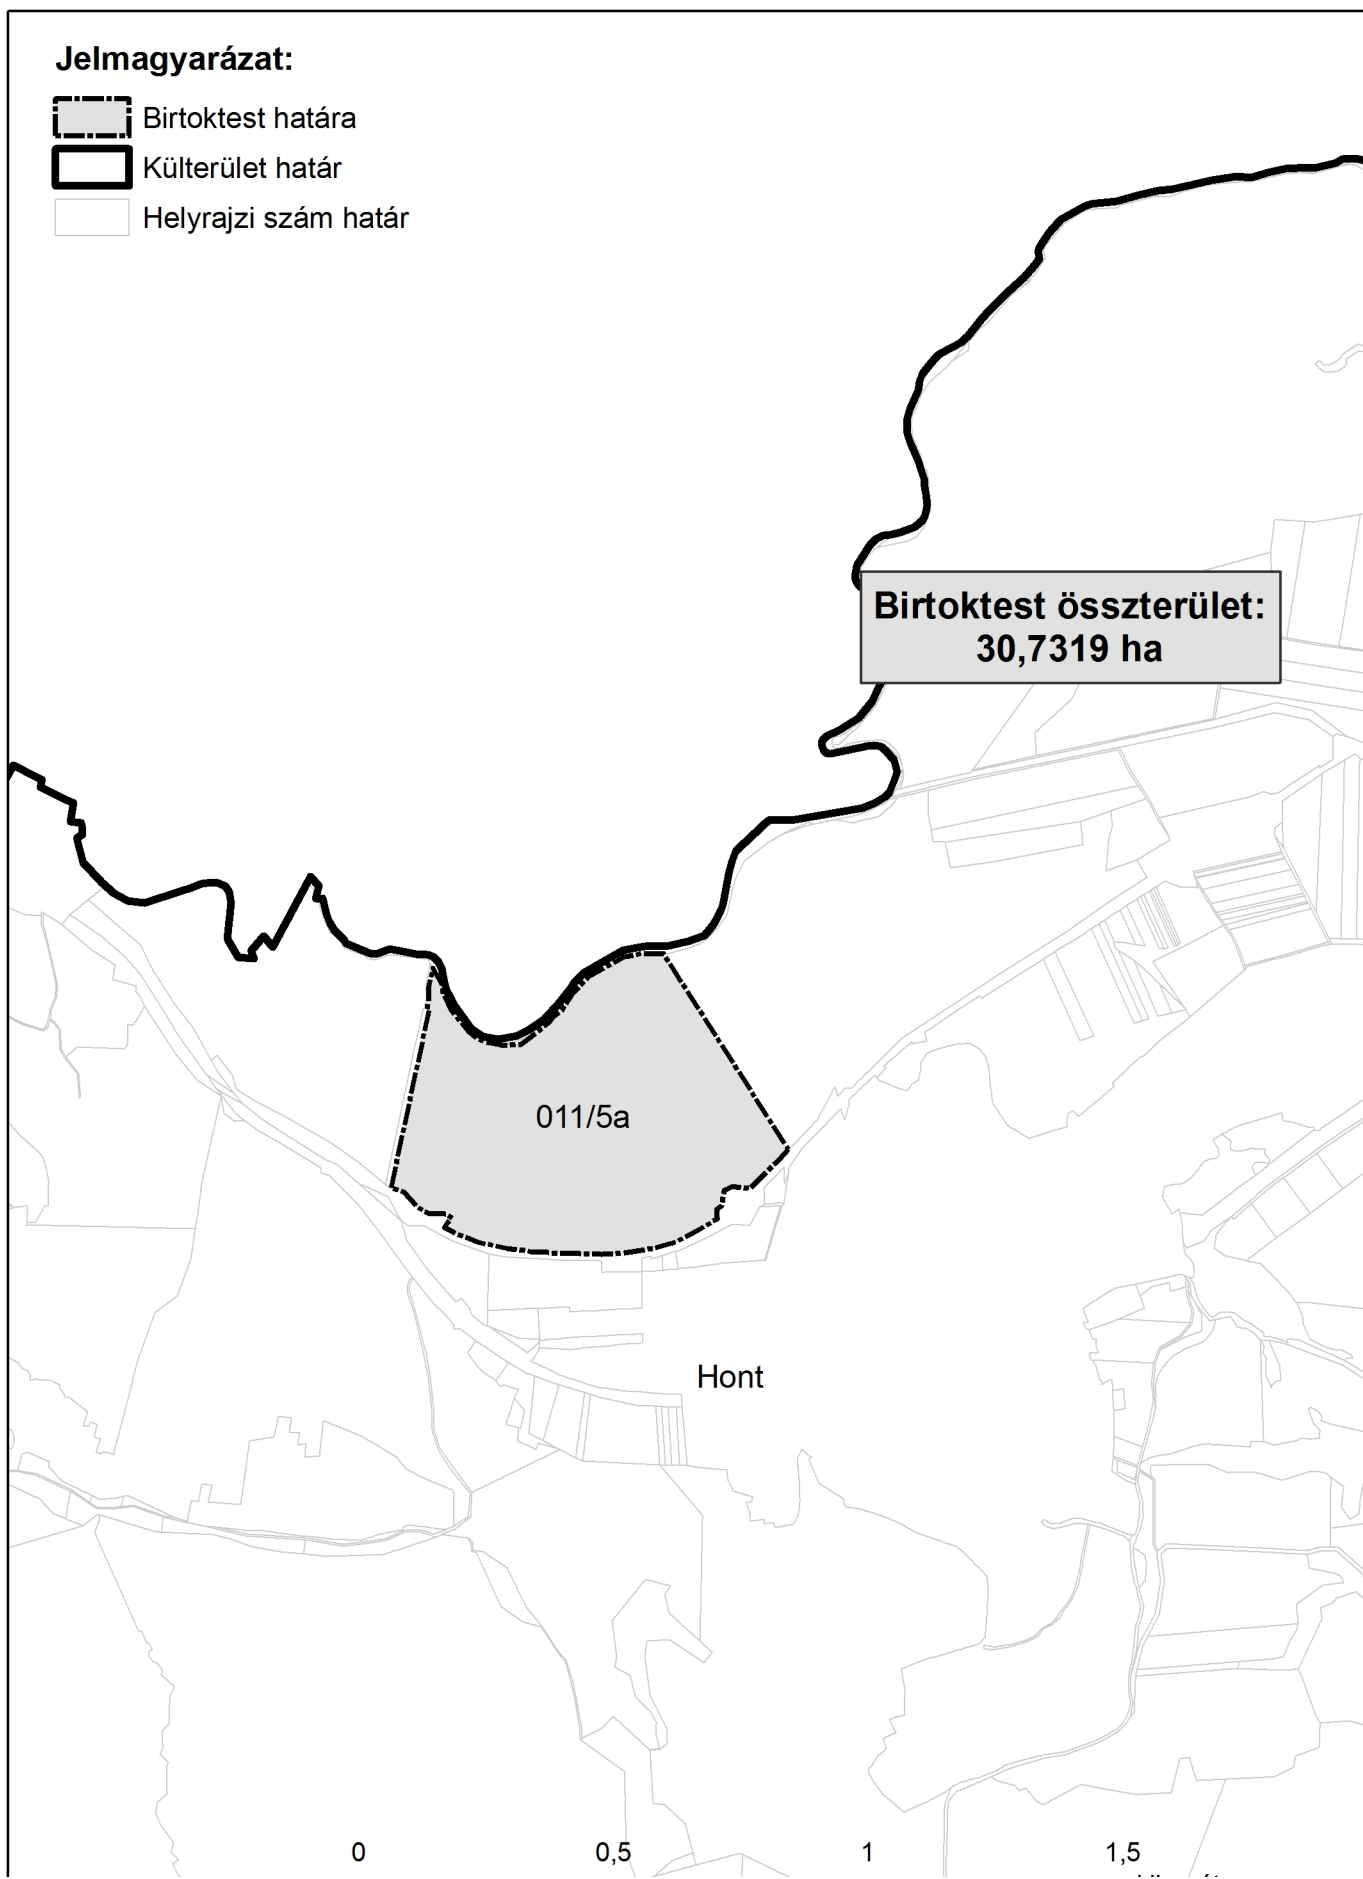 Jelmagyarázat:
Birtoktest határa
Külterület határ
Helyrajzi szám határ
Birtoktest összterület:
30,7319 ha
011/5a
Hont
0 0,5 1 1,5